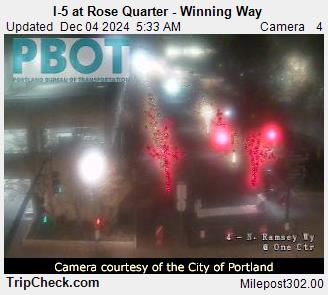 I-5 at Rose Quarter - Winning Way
Updated Dec 04 2024 5:33 AM Camera 4
PBOT
PORTLAND BUREAU OF TRANSPORTATION
4 - N. Ramsey Wy
@ One Ctr
Camera courtesy of the City of Portland
TripCheck.com Milepost302.00